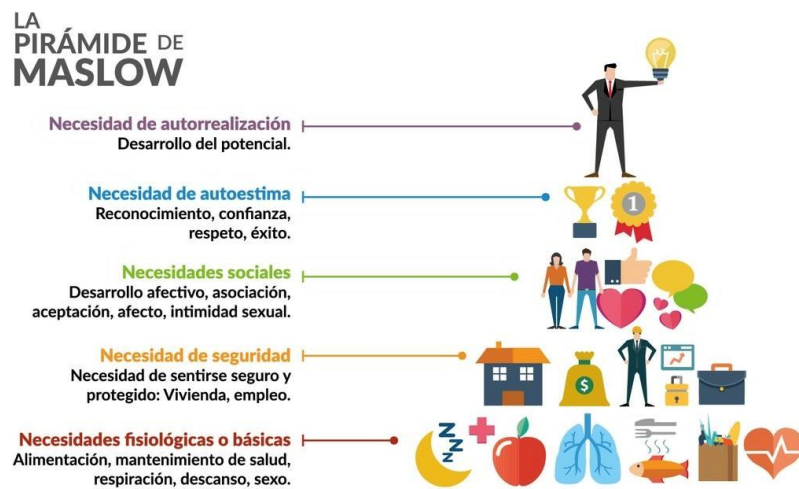 LA
PIRÁMIDE DE
MASLOW
Necesidad de autorrealización
Desarrollo del potencial.
Necesidad de autoestima
Reconocimiento, confianza,
respeto, éxito.
1
Necesidades sociales
Desarrollo afectivo, asociación,
aceptación, afecto, intimidad sexual.
Necesidad de seguridad
Necesidad de sentirse seguro y
protegido: Vivienda, empleo.
$
Necesidades fisiológicas o básicas
Alimentación, mantenimiento de salud,
respiración, descanso, sexo.
Z Z Z